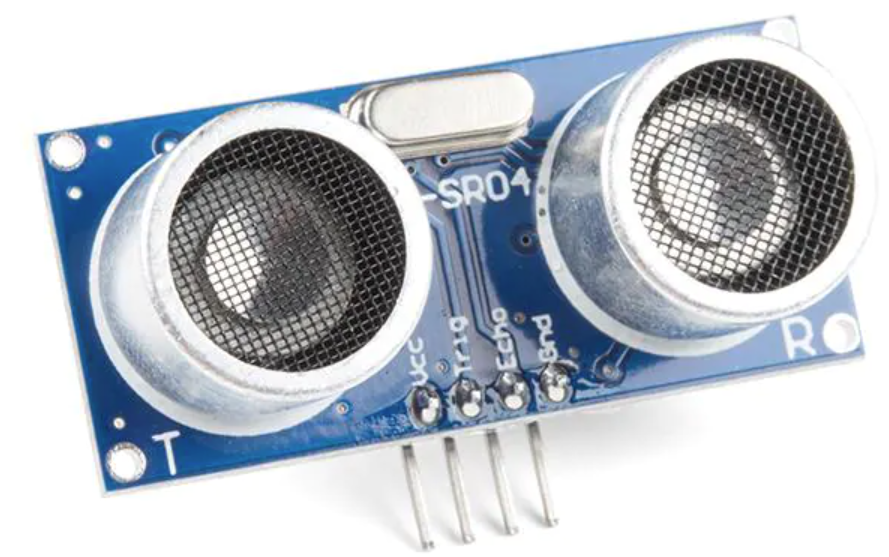 -SR04
Vcc
Trig
Echo
Gnd
T
R